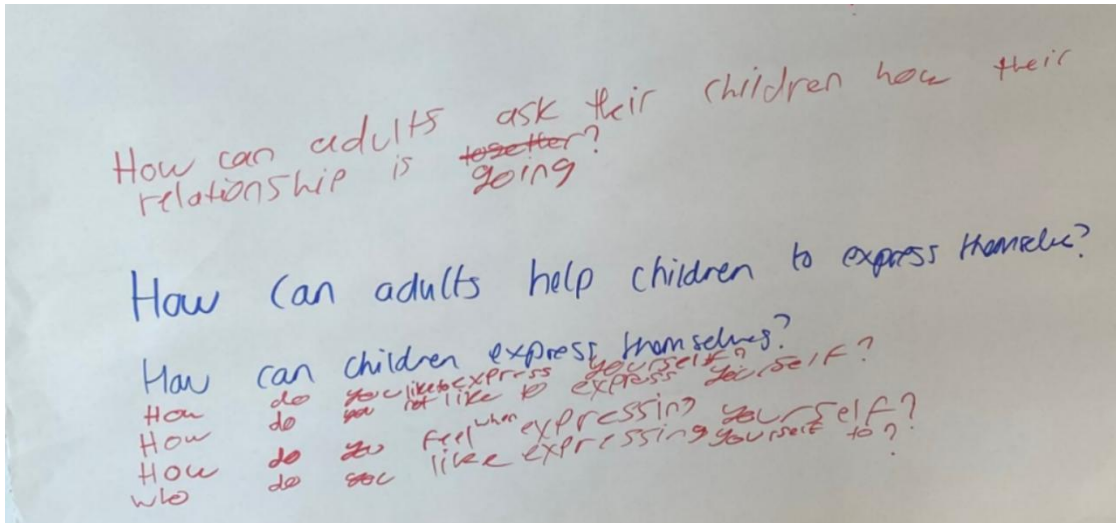 How can adults ask their children how their
relationship is together?
going
How can adults help children to express themselves?
How can children express themselves?
How do you like to express yourself?
How do you not like to express yourself?
How do you feel when expressing yourself?
who do you like expressing yourself to?